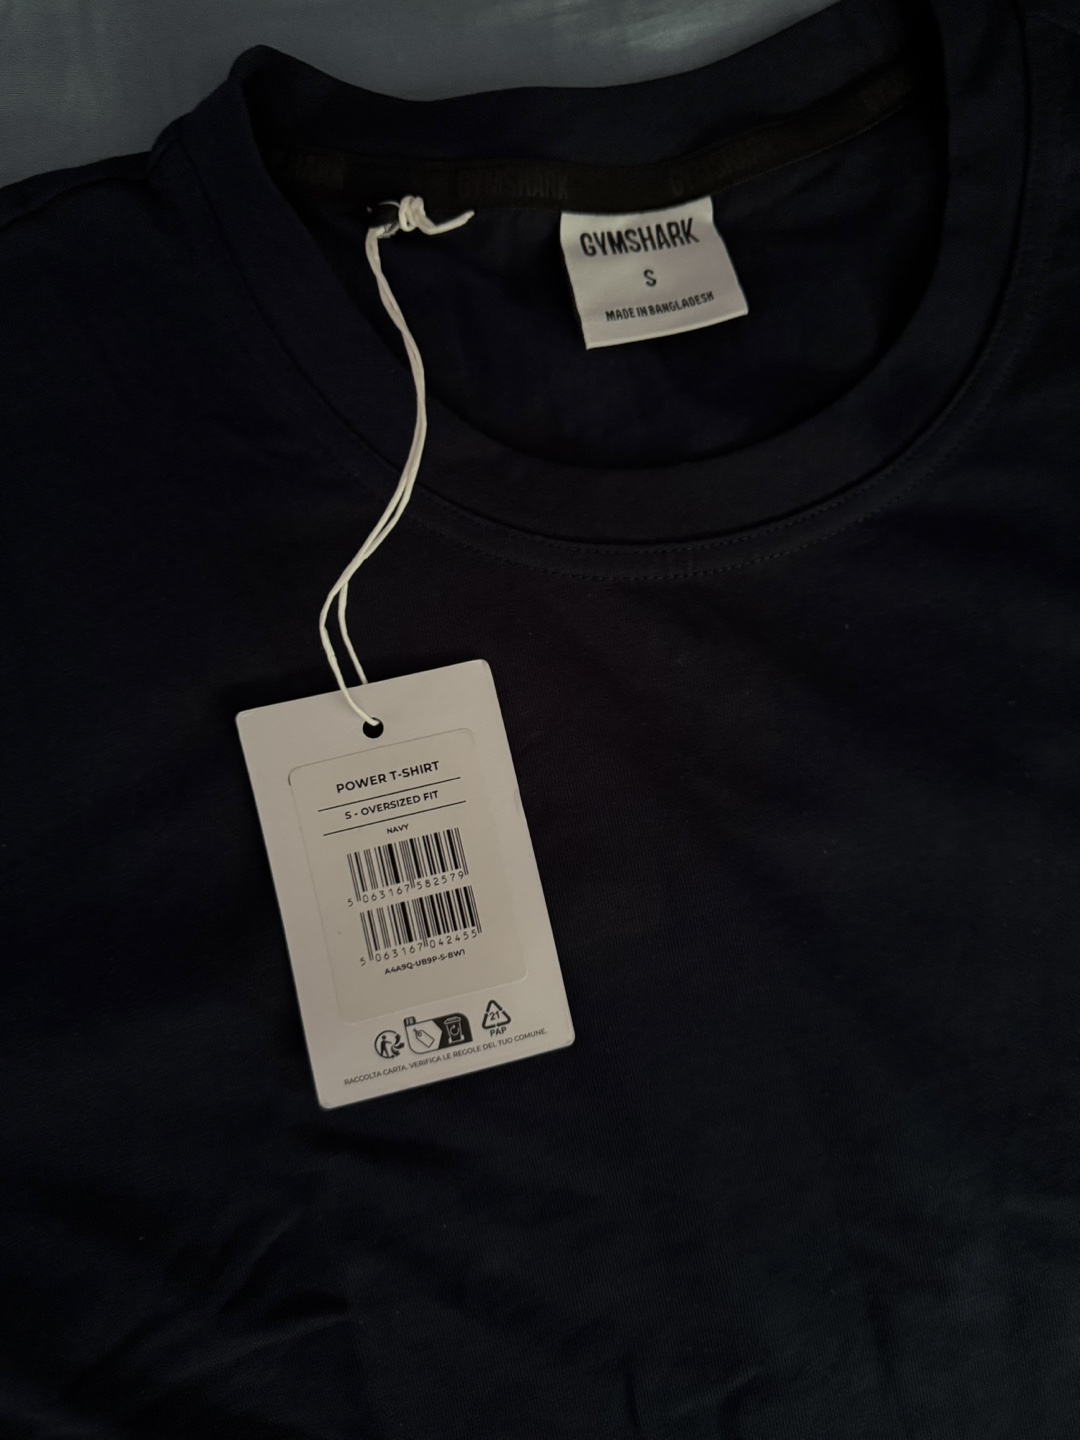 GYMSHARK
GYMSHARK
S
MADE IN BANGLADESH
POWER T-SHIRT
S - OVERSIZED FIT
NAVY
5 063167 582579
5 063167 042455
A4A9Q-UB9P-S-BW1
FR
21
PAP
RACCOLTA CARTA. VERIFICA LE REGOLE DEL TUO COMUNE.